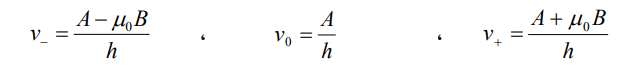 v₋ = (A − μ₀B)/h ، v₀ = A/h ، v₊ = (A + μ₀B)/h